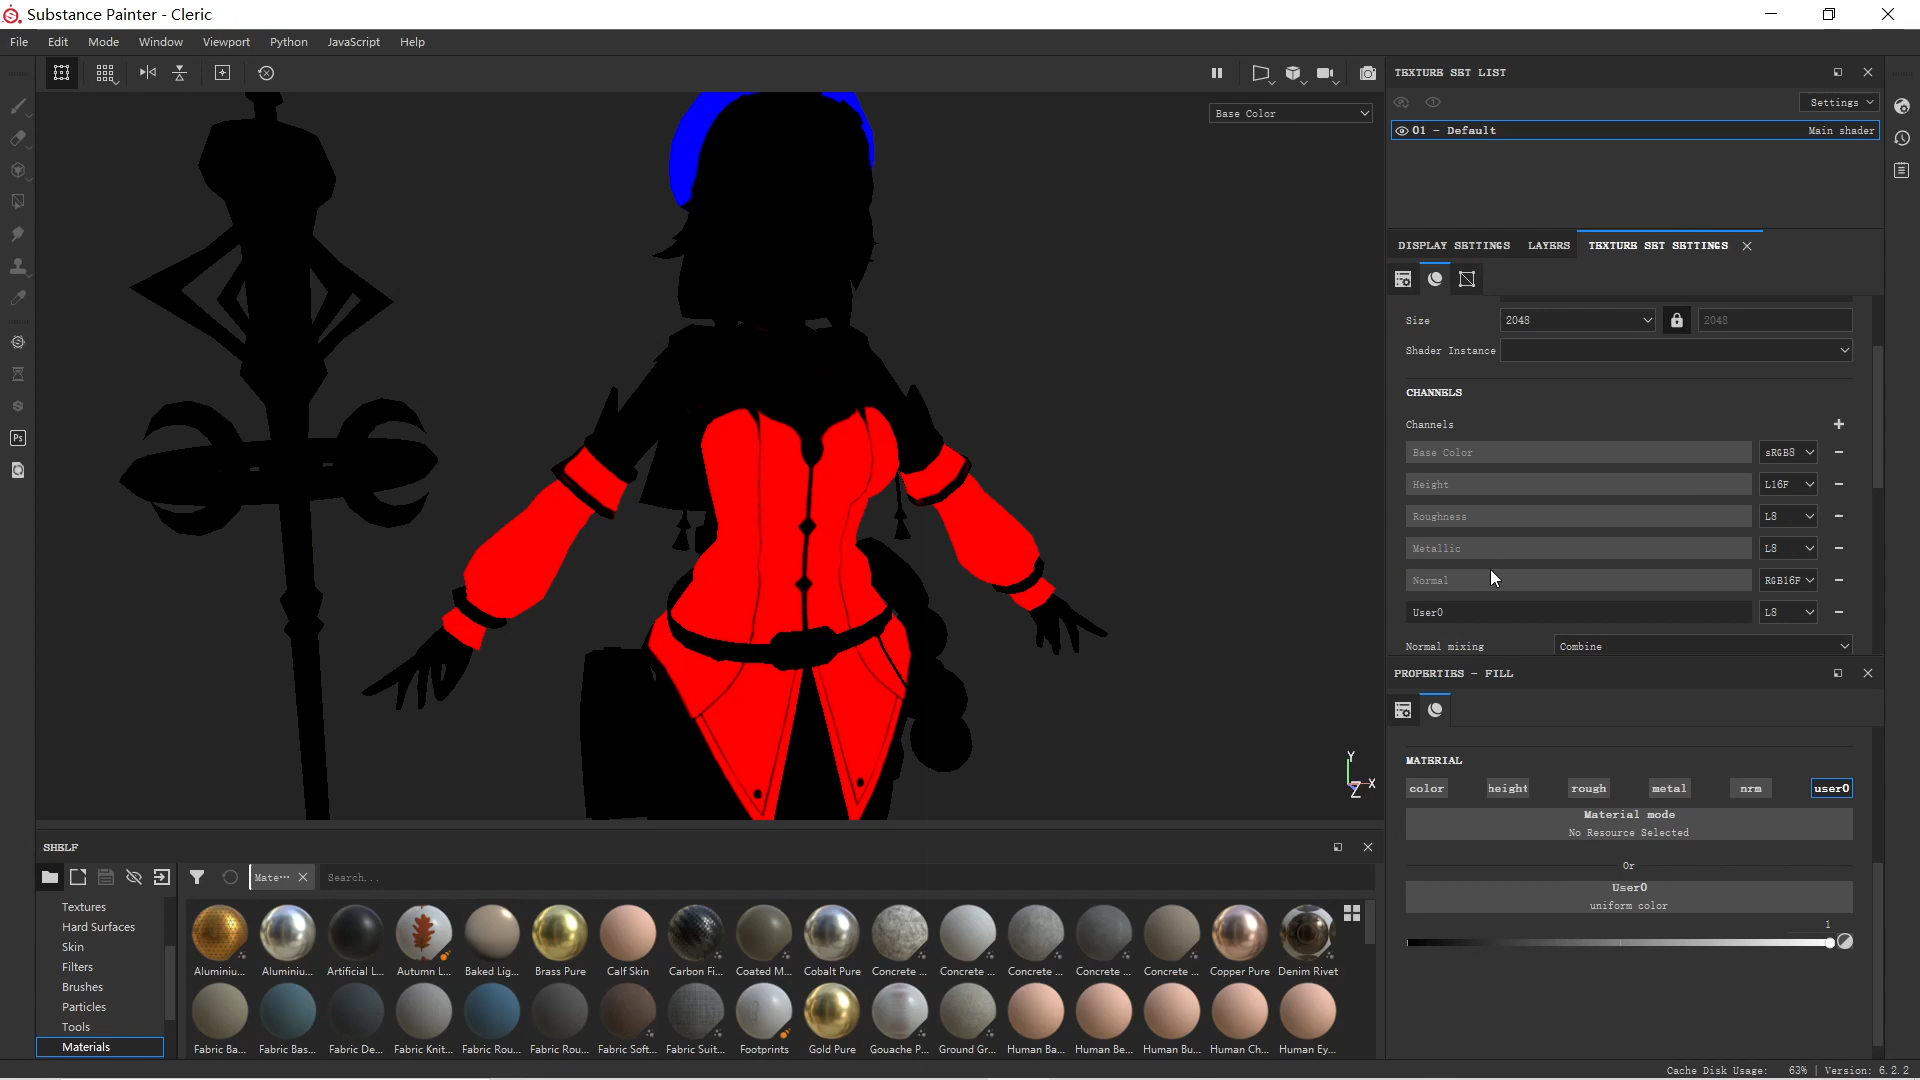 Substance Painter - Cleric
File Edit Mode Window Viewport Python JavaScript Help
Base Color
TEXTURE SET LIST
Settings
01 - Default Main shader
DISPLAY SETTINGS LAYERS TEXTURE SET SETTINGS
Size 2048 2048
Shader Instance
CHANNELS
Channels
Base Color sRGB8
Height L16F
Roughness L8
Metallic L8
Normal RGB16F
User0 L8
Normal mixing Combine
PROPERTIES - FILL
MATERIAL
color height rough metal nrm user0
Material mode
No Resource Selected
Or
User0
uniform color
1
Y
X
Z
Ps
SHELF
Mate··· Search...
Textures
Hard Surfaces
Skin
Filters
Brushes
Particles
Tools
Materials
Aluminiu... Aluminiu... Artificial L... Autumn L... Baked Lig... Brass Pure Calf Skin Carbon Fi... Coated M... Cobalt Pure Concrete ... Concrete ... Concrete ... Concrete ... Concrete ... Copper Pure Denim Rivet
Fabric Ba... Fabric Bas... Fabric De... Fabric Knit... Fabric Rou... Fabric Rou... Fabric Soft... Fabric Suit... Footprints Gold Pure Gouache P... Ground Gr... Human Ba... Human Be... Human Bu... Human Ch... Human Ey...
Cache Disk Usage: 63% | Version: 6.2.2